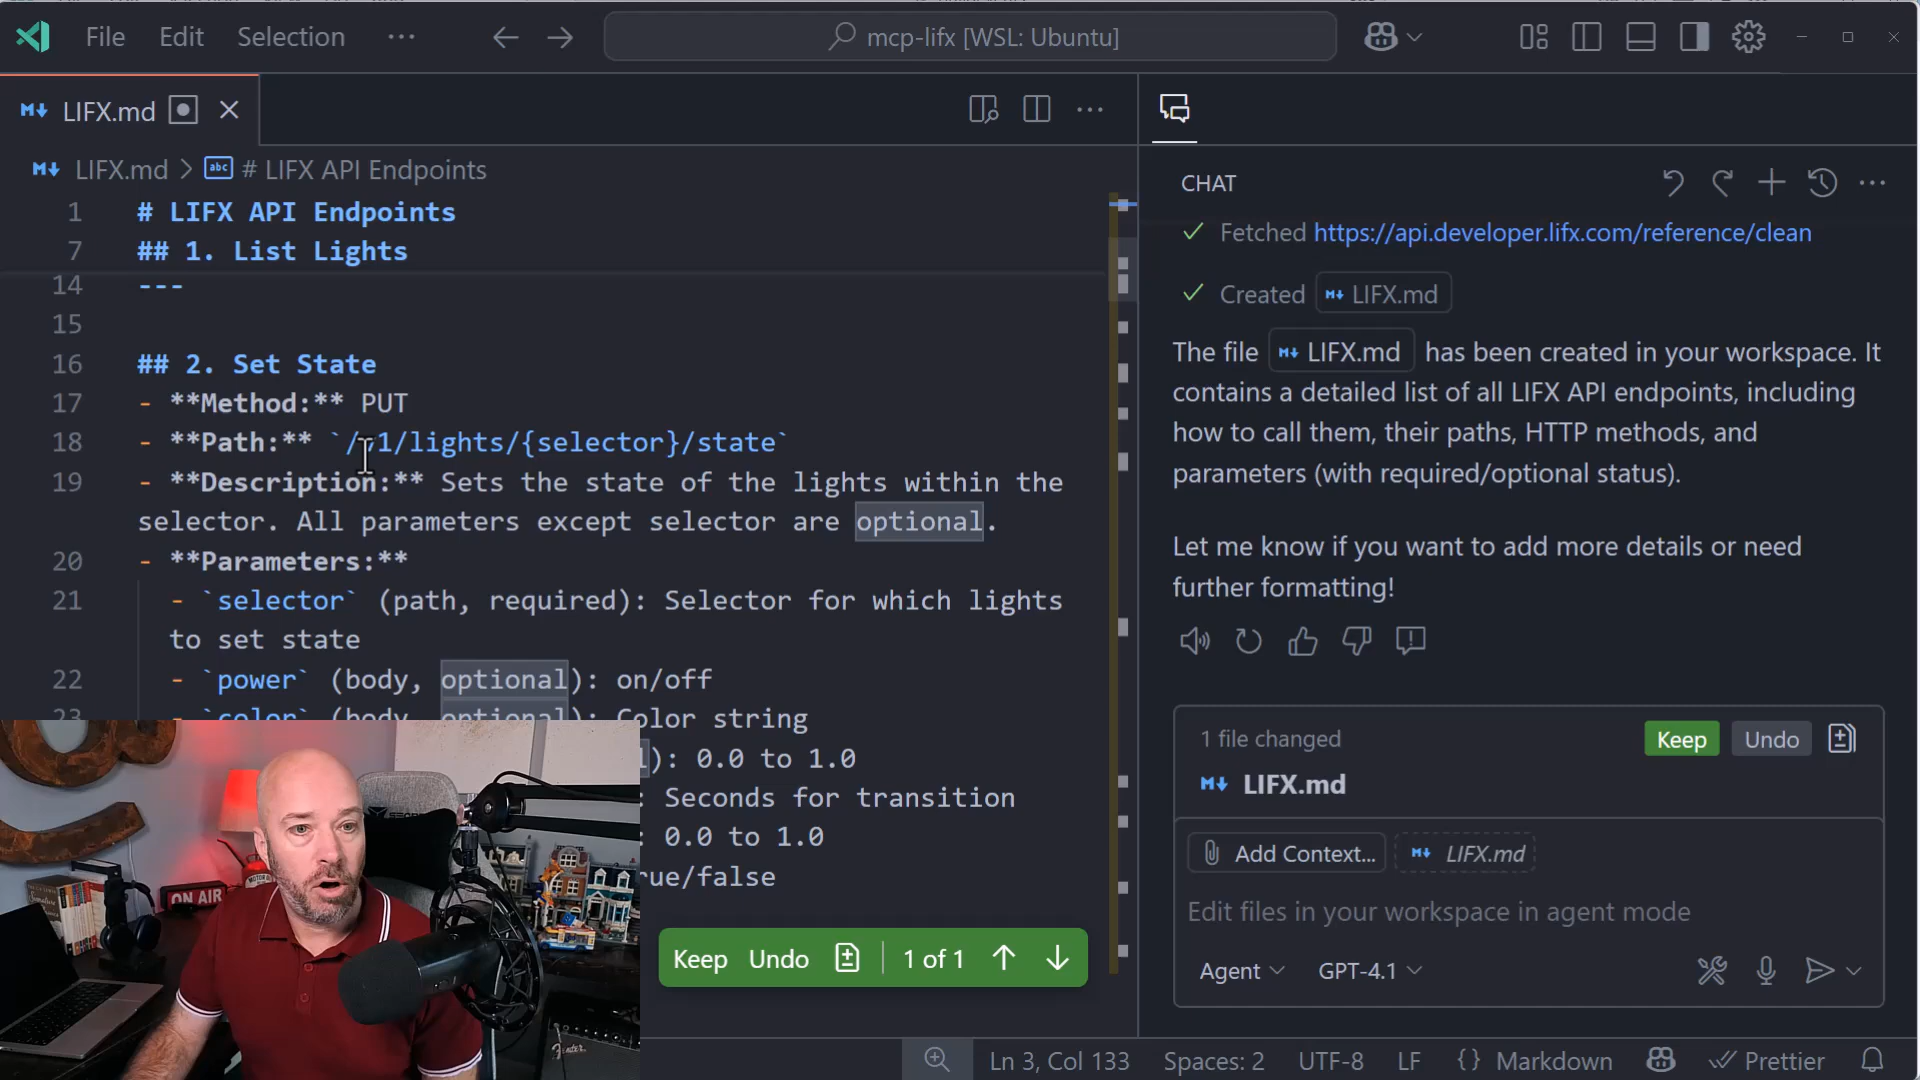 File Edit Selection ··· mcp-lifx [WSL: Ubuntu]
LIFX.md
LIFX.md > # LIFX API Endpoints
1 # LIFX API Endpoints
7 ## 1. List Lights
14 ---
15
16 ## 2. Set State
17 - **Method:** PUT
18 - **Path:** `/v1/lights/{selector}/state`
19 - **Description:** Sets the state of the lights within the
selector. All parameters except selector are optional.
20 - **Parameters:**
21 - `selector` (path, required): Selector for which lights
to set state
22 - `power` (body, optional): on/off
23 - `color` (body, optional): Color string
): 0.0 to 1.0
: Seconds for transition
: 0.0 to 1.0
rue/false
Keep Undo 1 of 1
ON AIR
Fender
CHAT
Fetched https://api.developer.lifx.com/reference/clean
Created LIFX.md
The file LIFX.md has been created in your workspace. It
contains a detailed list of all LIFX API endpoints, including
how to call them, their paths, HTTP methods, and
parameters (with required/optional status).
Let me know if you want to add more details or need
further formatting!
1 file changed Keep Undo
LIFX.md
Add Context... LIFX.md
Edit files in your workspace in agent mode
Agent GPT-4.1
Ln 3, Col 133 Spaces: 2 UTF-8 LF {} Markdown Prettier